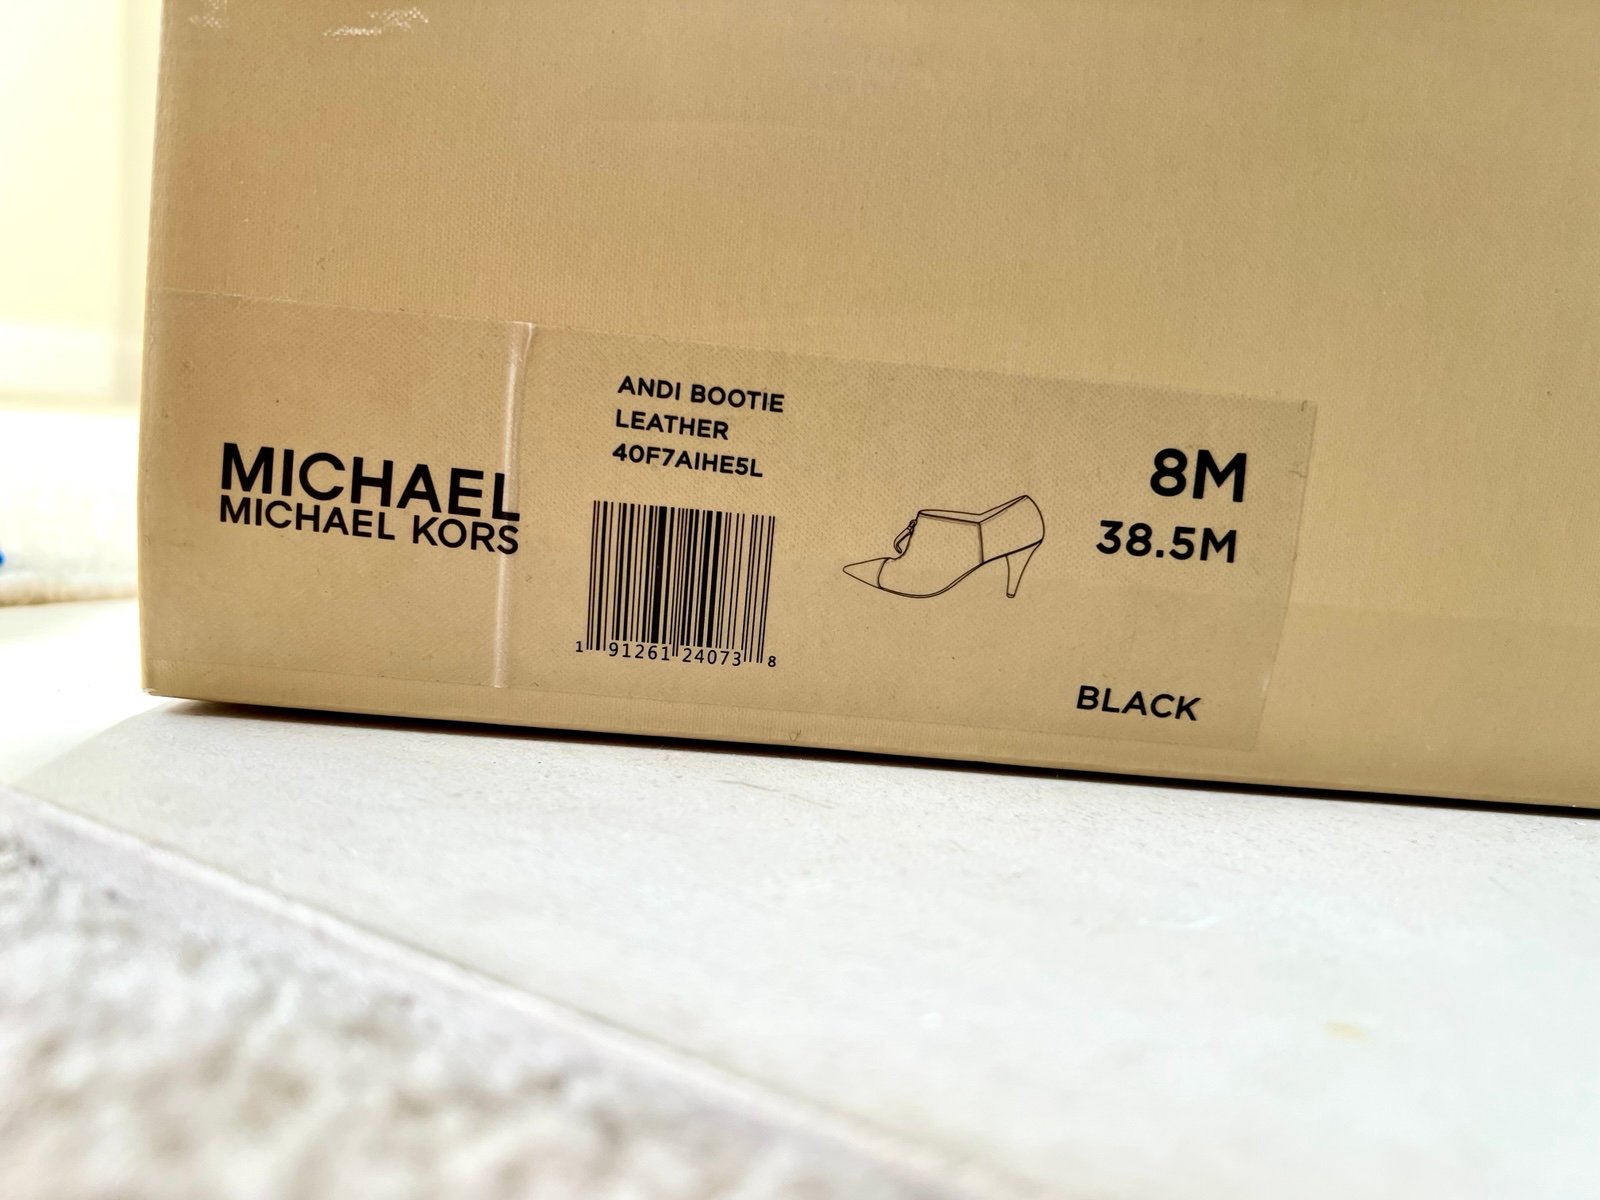 MICHAEL
MICHAEL KORS
ANDI BOOTIE
LEATHER
40F7AIHE5L
1 91261 24073 8
8M
38.5M
BLACK